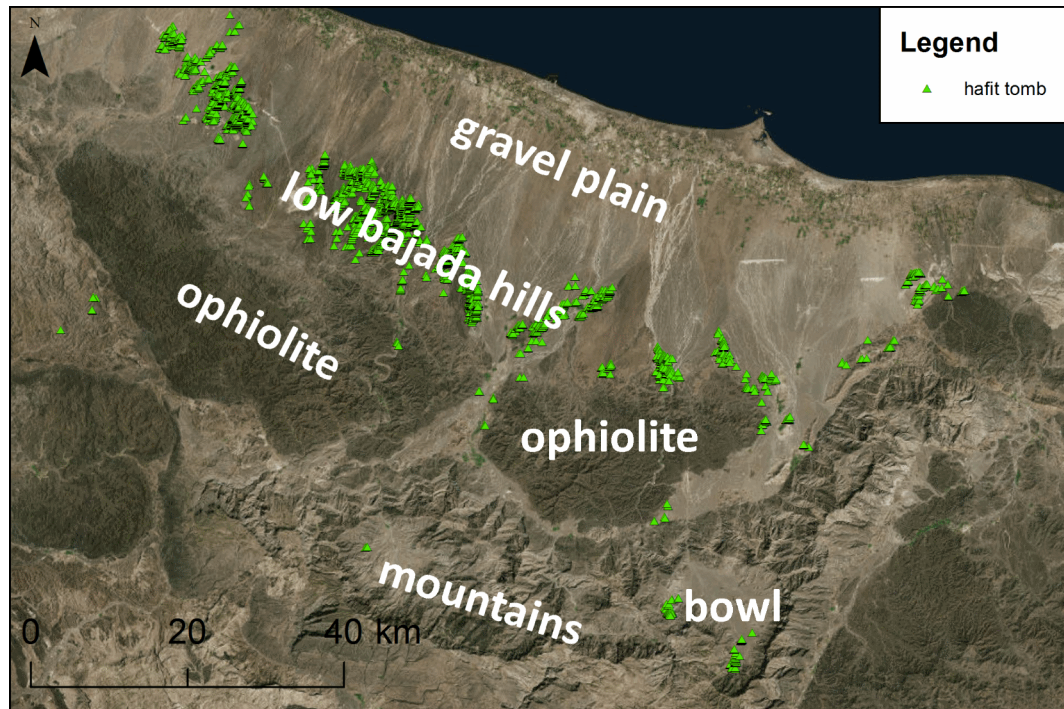 N
Legend
hafit tomb
gravel plain
low bajada hills
ophiolite
ophiolite
mountains
bowl
0 20 40 km